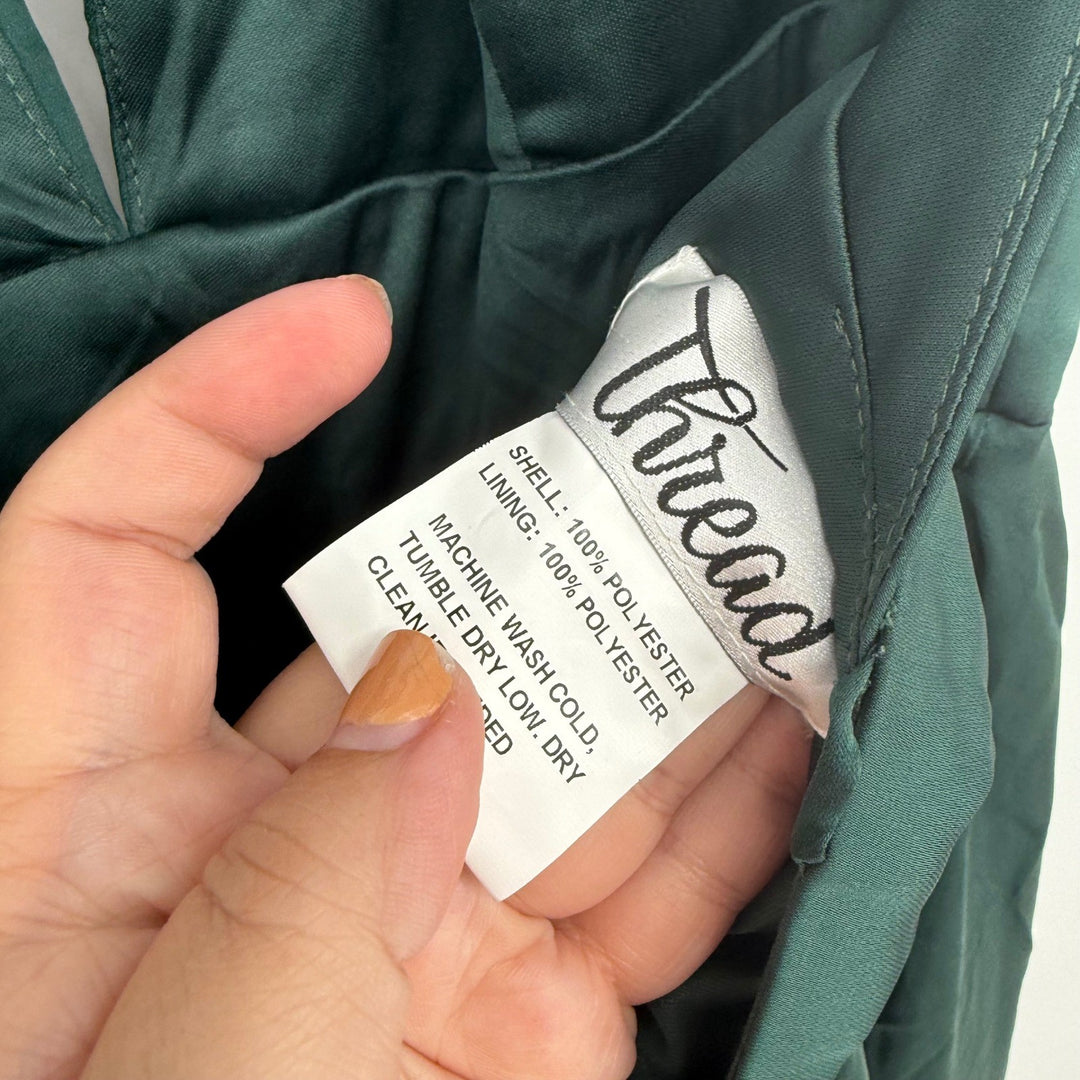 Thread
SHELL: 100% POLYESTER
LINING: 100% POLYESTER
MACHINE WASH COLD,
TUMBLE DRY LOW. DRY
CLEAN